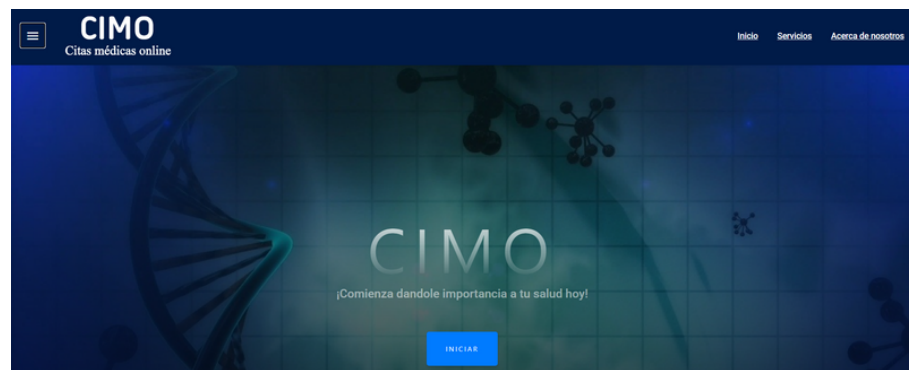 CIMO
Citas médicas online
Inicio Servicios Acerca de nosotros
CIMO
¡Comienza dandole importancia a tu salud hoy!
INICIAR